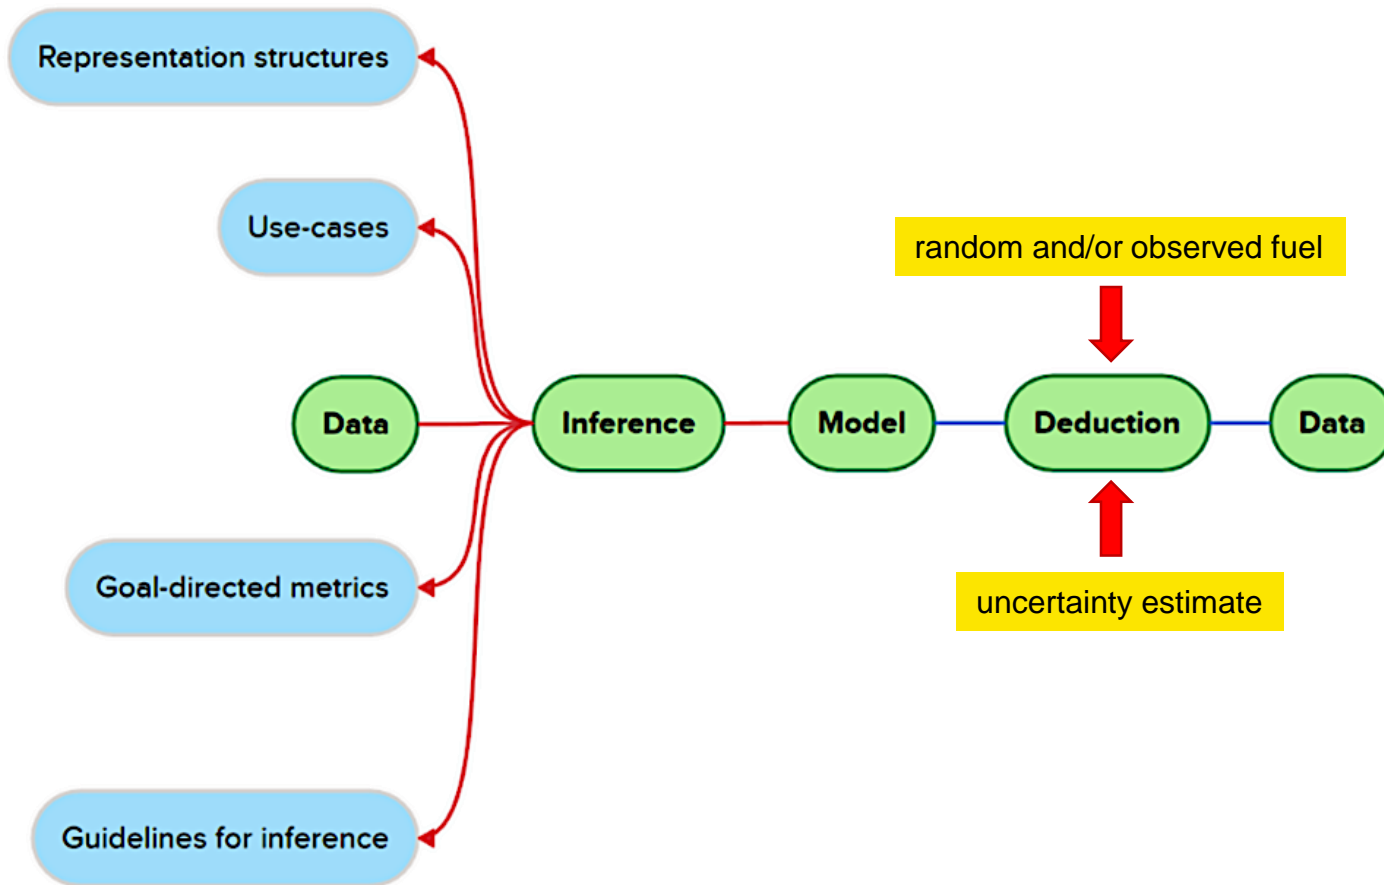 Representation structures
Use-cases
random and/or observed fuel
Data
Inference
Model
Deduction
Data
Goal-directed metrics
uncertainty estimate
Guidelines for inference